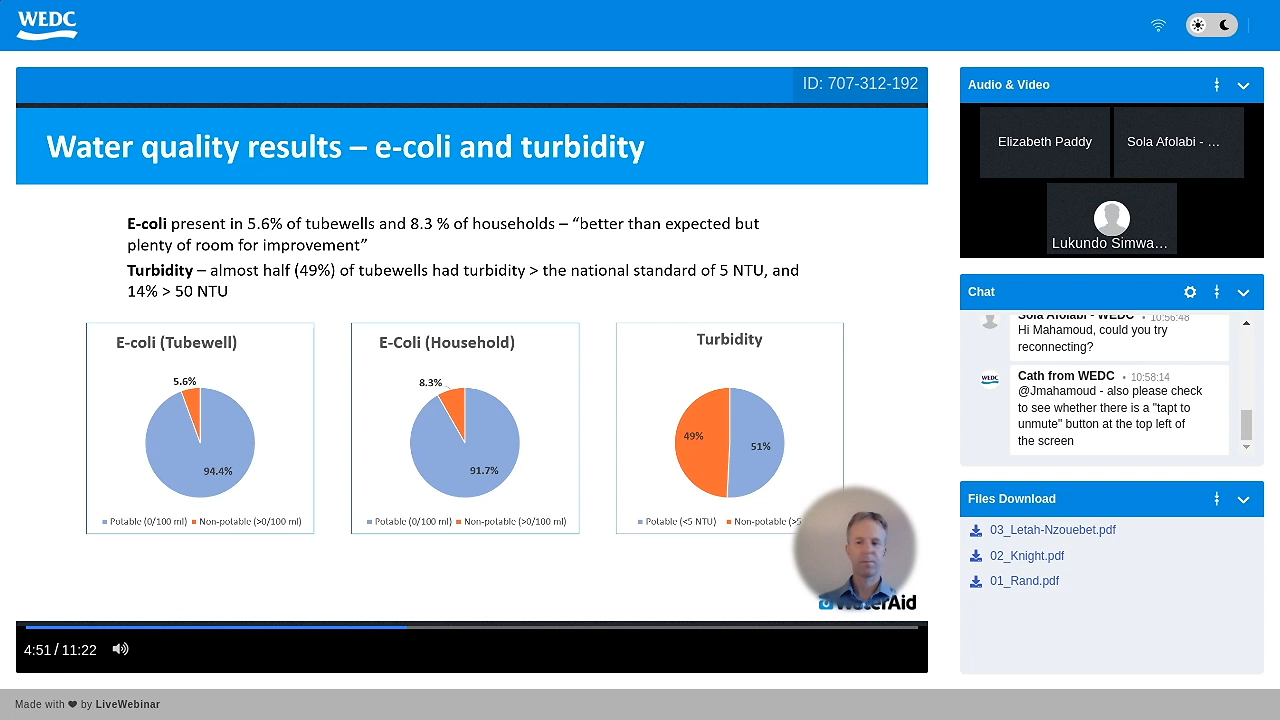 WEDC
ID: 707-312-192
Water quality results – e-coli and turbidity
E-coli present in 5.6% of tubewells and 8.3 % of households – “better than expected but
plenty of room for improvement”
Turbidity – almost half (49%) of tubewells had turbidity > the national standard of 5 NTU, and
14% > 50 NTU
E-coli (Tubewell)
5.6%
94.4%
Potable (0/100 ml) Non-potable (>0/100 ml)
E-Coli (Household)
8.3%
91.7%
Potable (0/100 ml) Non-potable (>0/100 ml)
Turbidity
49%
51%
Potable (<5 NTU) Non-potable (>5
WaterAid
4:51 / 11:22
Audio & Video
Elizabeth Paddy
Sola Afolabi - …
Lukundo Simwa…
Chat
Sola Afolabi - WEDC • 10:56:48
Hi Mahamoud, could you try
reconnecting?
WEDC
Cath from WEDC • 10:58:14
@Jmahamoud - also please check
to see whether there is a "tapt to
unmute" button at the top left of
the screen
Files Download
03_Letah-Nzouebet.pdf
02_Knight.pdf
01_Rand.pdf
Made with ❤ by LiveWebinar